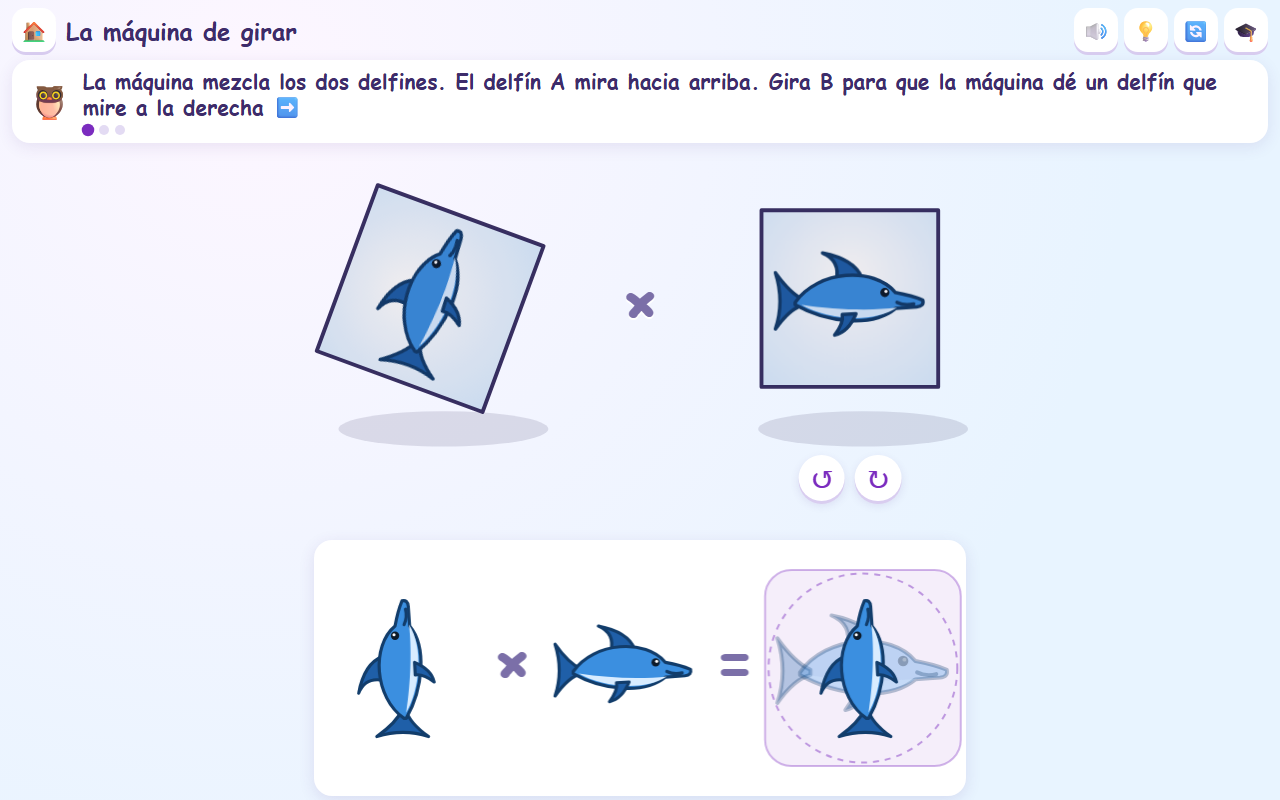 La máquina de girar
La máquina mezcla los dos delfines. El delfín A mira hacia arriba. Gira B para que la máquina dé un delfín que
mire a la derecha ➡️